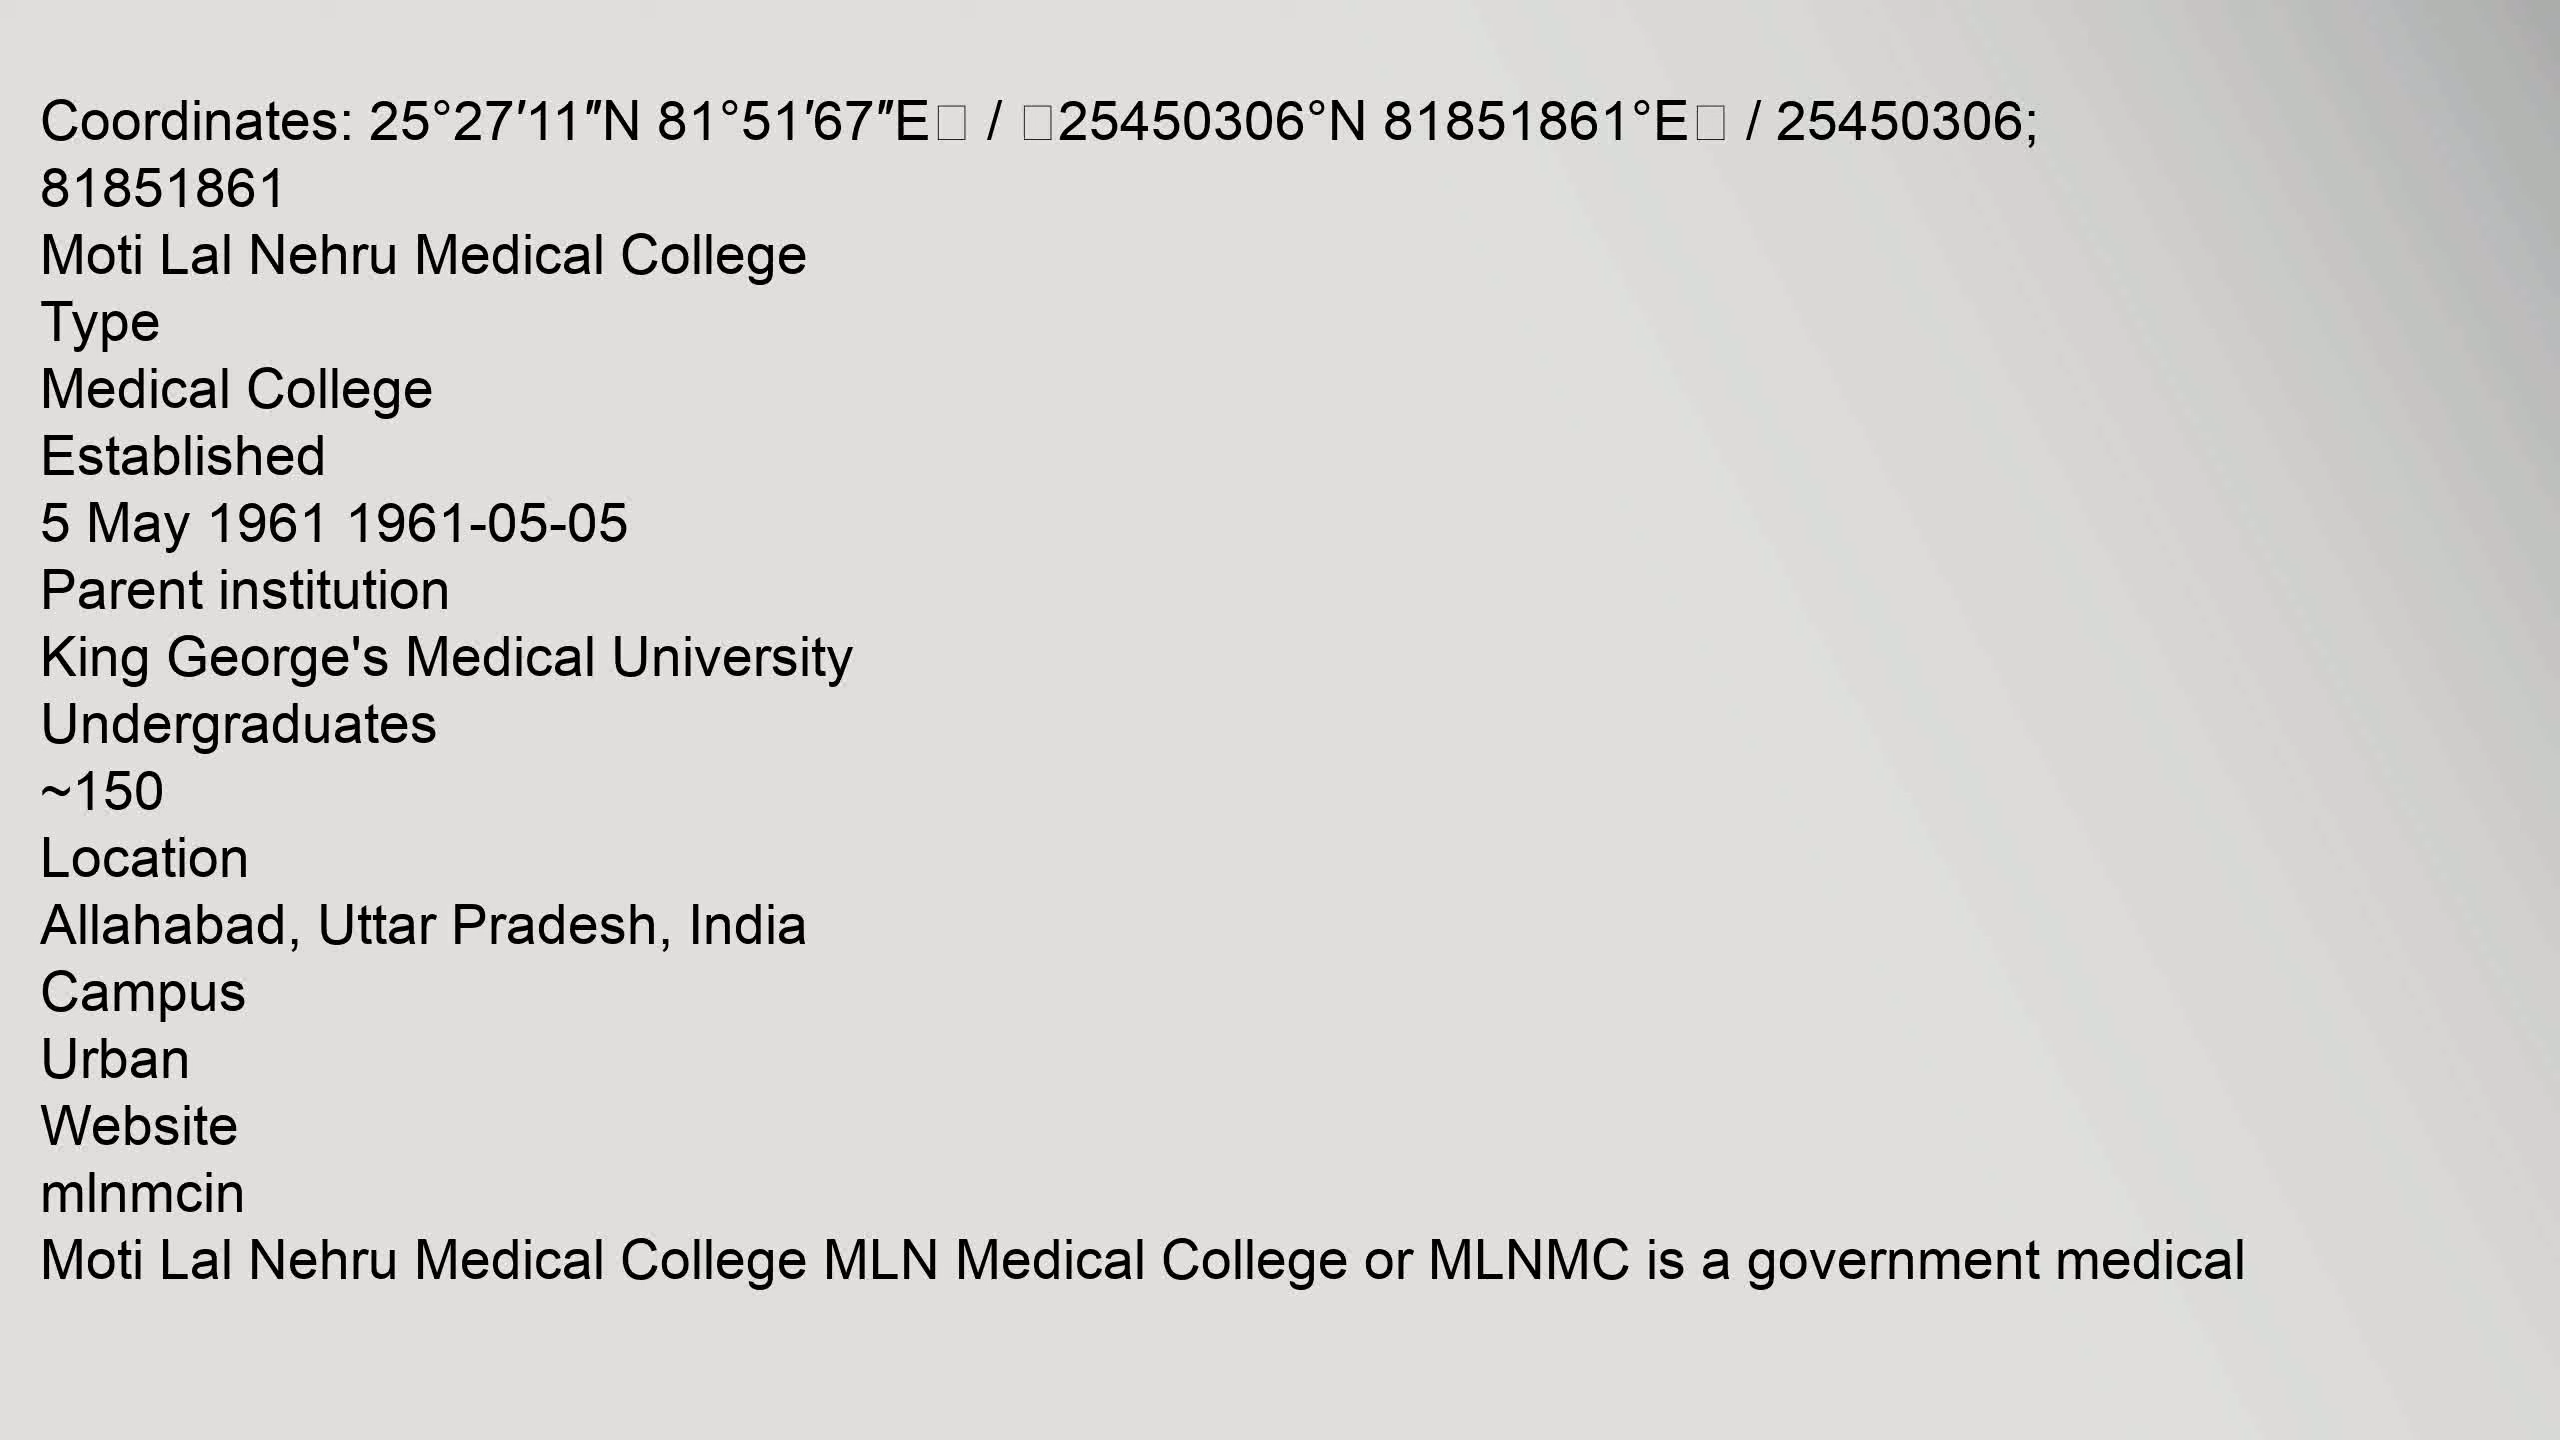 Coordinates: 25°27′11″N 81°51′67″E□ / □25450306°N 81851861°E□ / 25450306;
81851861
Moti Lal Nehru Medical College
Type
Medical College
Established
5 May 1961 1961-05-05
Parent institution
King George's Medical University
Undergraduates
~150
Location
Allahabad, Uttar Pradesh, India
Campus
Urban
Website
mlnmcin
Moti Lal Nehru Medical College MLN Medical College or MLNMC is a government medical